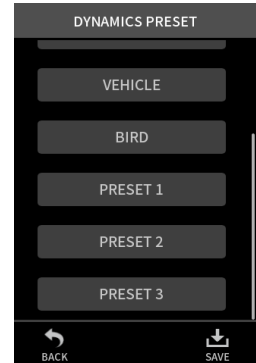 DYNAMICS PRESET
VEHICLE
BIRD
PRESET 1
PRESET 2
PRESET 3
BACK
SAVE